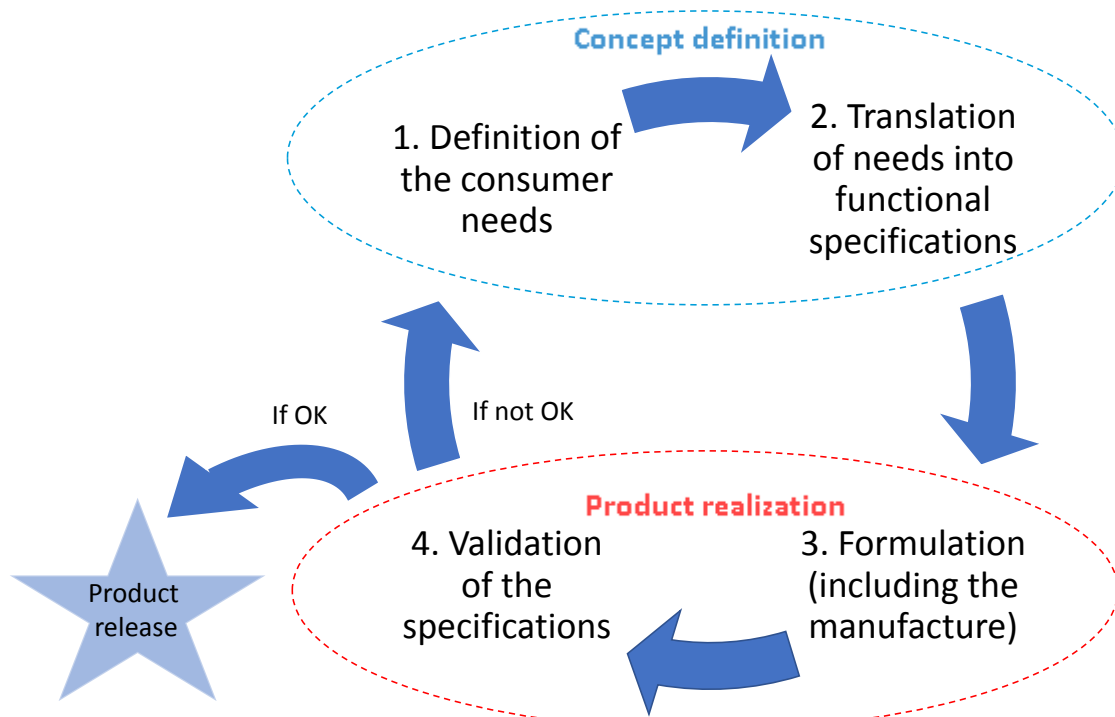 Concept definition
1. Definition of
the consumer
needs
2. Translation
of needs into
functional
specifications
If OK
If not OK
Product realization
4. Validation
of the
specifications
3. Formulation
(including the
manufacture)
Product
release